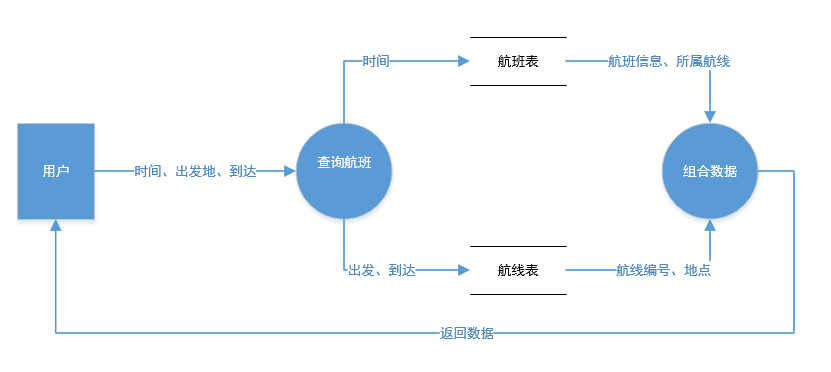 时间
航班表
航班信息、所属航线
用户
时间、出发地、到达
查询航班
组合数据
出发、到达
航线表
航线编号、地点
返回数据